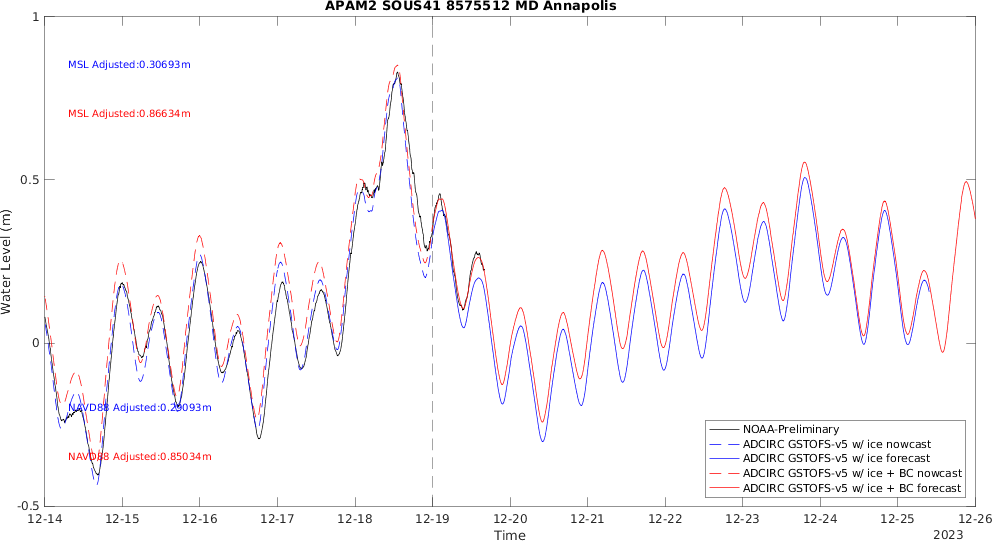 APAM2 SOUS41 8575512 MD Annapolis
1
0.5
0
-0.5
Water Level (m)
MSL Adjusted:0.30693m
MSL Adjusted:0.86634m
NAVD88 Adjusted:0.29093m
NAVD88 Adjusted:0.85034m
NOAA-Preliminary
ADCIRC GSTOFS-v5 w/ ice nowcast
ADCIRC GSTOFS-v5 w/ ice forecast
ADCIRC GSTOFS-v5 w/ ice + BC nowcast
ADCIRC GSTOFS-v5 w/ ice + BC forecast
12-14 12-15 12-16 12-17 12-18 12-19 12-20 12-21 12-22 12-23 12-24 12-25 12-26
Time
2023